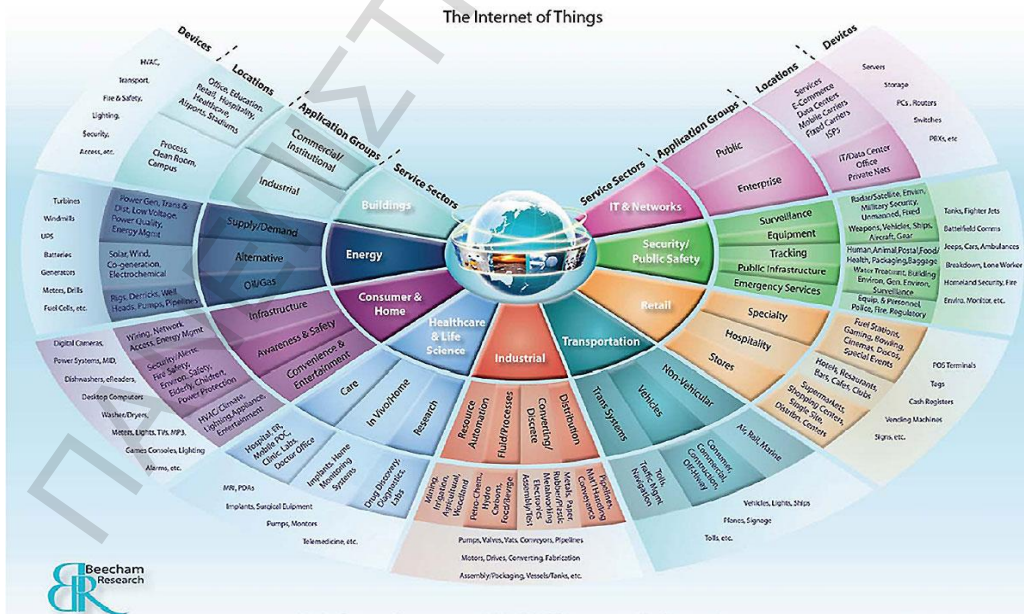 The Internet of Things
Devices
Locations
Application Groups
Service Sectors
Service Sectors
Application Groups
Locations
Devices
HVAC,
Transport,
Fire & Safety,
Lighting,
Security,
Access, etc.
Office, Education,
Retail, Hospitality,
Healthcare,
Airports, Stadiums
Process,
Clean Room,
Campus
Commercial/
Institutional
Industrial
Buildings
Turbines
Windmills
UPS
Batteries
Generators
Meters, Drills
Fuel Cells, etc.
Power Gen, Trans &
Dist, Low Voltage,
Power Quality,
Energy Mgmt
Solar, Wind,
Co-generation,
Electrochemical
Rigs, Derricks, Well
Heads, Pumps, Pipelines
Supply/Demand
Alternative
Oil/Gas
Energy
Digital Cameras,
Power Systems, MID,
Dishwashers, eReaders,
Desktop Computers
Washer/Dryers,
Meters, Lights, TVs, MP3,
Games Consoles, Lighting
Alarms, etc.
Wiring, Network
Access, Energy Mgmt
Security/Alerts,
Fire Safety,
Environ. Safety,
Elderly, Children,
Power Protection
HVAC/Climate,
Lighting, Appliance,
Entertainment
Infrastructure
Awareness & Safety
Convenience &
Entertainment
Consumer &
Home
MRI, PDAs
Implants, Surgical Equipment
Pumps, Monitors
Telemedicine, etc.
Hospital, ER,
Mobile POC,
Clinic, Labs,
Doctor Office
Implants, Home
Monitoring
Systems
Drug Discovery,
Diagnostics,
Labs
Care
In Vivo/Home
Research
Healthcare
& Life
Science
Industrial
Resource
Automation
Fluid/Processes
Converting/
Discrete
Distribution
Mining,
Irrigation,
Agricultural,
Woodland
Petro-Chem,
Hydro
Carbons,
Food/Bevrge
Metals, Paper,
Rubber/Plastic
Metalworking
Electronics
Assembly/Test
Pipelines,
Mat'l Handling
Conveyance
Pumps, Valves, Vats, Conveyors, Pipelines
Motors, Drives, Converting, Fabrication
Assembly/Packaging, Vessels/Tanks, etc.
Transportation
Trans Systems
Vehicles
Non-Vehicular
Tolls,
Traffic Mgmt
Navigation
Consumer,
Commercial,
Construction,
Off-Hiway
Air, Rail, Marine
Vehicles, Lights, Ships
Planes, Signage
Tolls, etc.
Retail
Specialty
Hospitality
Stores
Fuel Stations,
Gaming, Bowling,
Cinemas, Discos,
Special Events
Hotels, Restaurants,
Bars, Cafes, Clubs
Supermarkets,
Shopping Centers,
Single Site,
Distribn Centers
POS Terminals
Tags
Cash Registers
Vending Machines
Signs, etc.
Security/
Public Safety
Surveillance
Equipment
Tracking
Public Infrastructure
Emergency Services
Radar/Satellite, Environ,
Military Security,
Unmanned, Fixed
Weapons, Vehicles, Ships,
Aircraft, Gear
Human, Animal, Postal, Food/
Health, Packaging, Baggage
Water Treatment, Building
Environ, Gen. Environ,
Surveillance
Equip. & Personnel,
Police, Fire, Regulatory
Tanks, Fighter Jets
Battlefield Comms
Jeeps, Cars, Ambulances
Breakdown, Lone Worker
Homeland Security, Fire
Enviro. Monitor, etc.
IT & Networks
Public
Enterprise
Services
E-Commerce
Data Centers
Mobile Carriers
Fixed Carriers
ISPs
IT/Data Center
Office
Private Nets
Servers
Storage
PCs, Routers
Switches
PBXs, etc
Beecham
Research